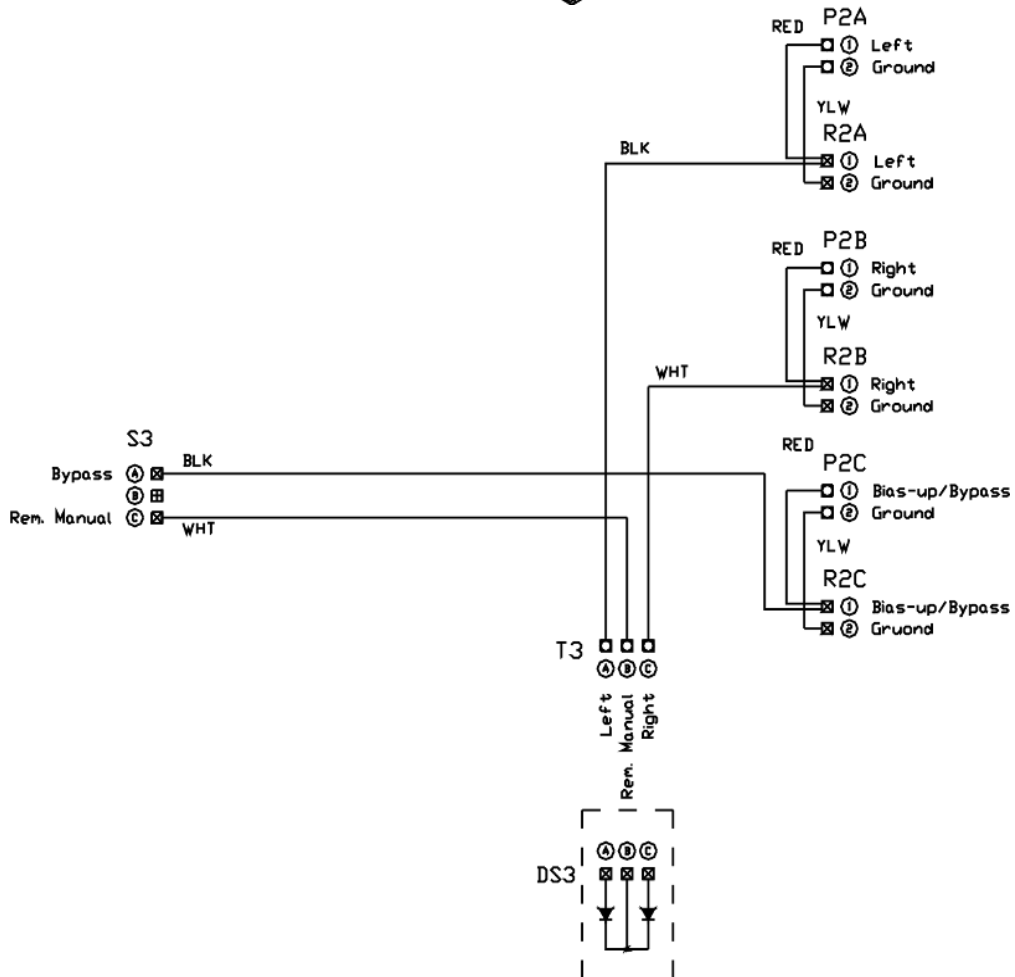 P2A
RED
① Left
② Ground
YLW
R2A
BLK
① Left
② Ground
P2B
RED
① Right
② Ground
YLW
R2B
WHT
① Right
② Ground
S3
RED
BLK
P2C
Bypass Ⓐ
① Bias-up/Bypass
Ⓑ
② Ground
Rem. Manual Ⓒ
WHT
YLW
R2C
① Bias-up/Bypass
② Gruond
T3
Ⓐ Ⓑ Ⓒ
Left
Rem. Manual
Right
Ⓐ Ⓑ Ⓒ
DS3